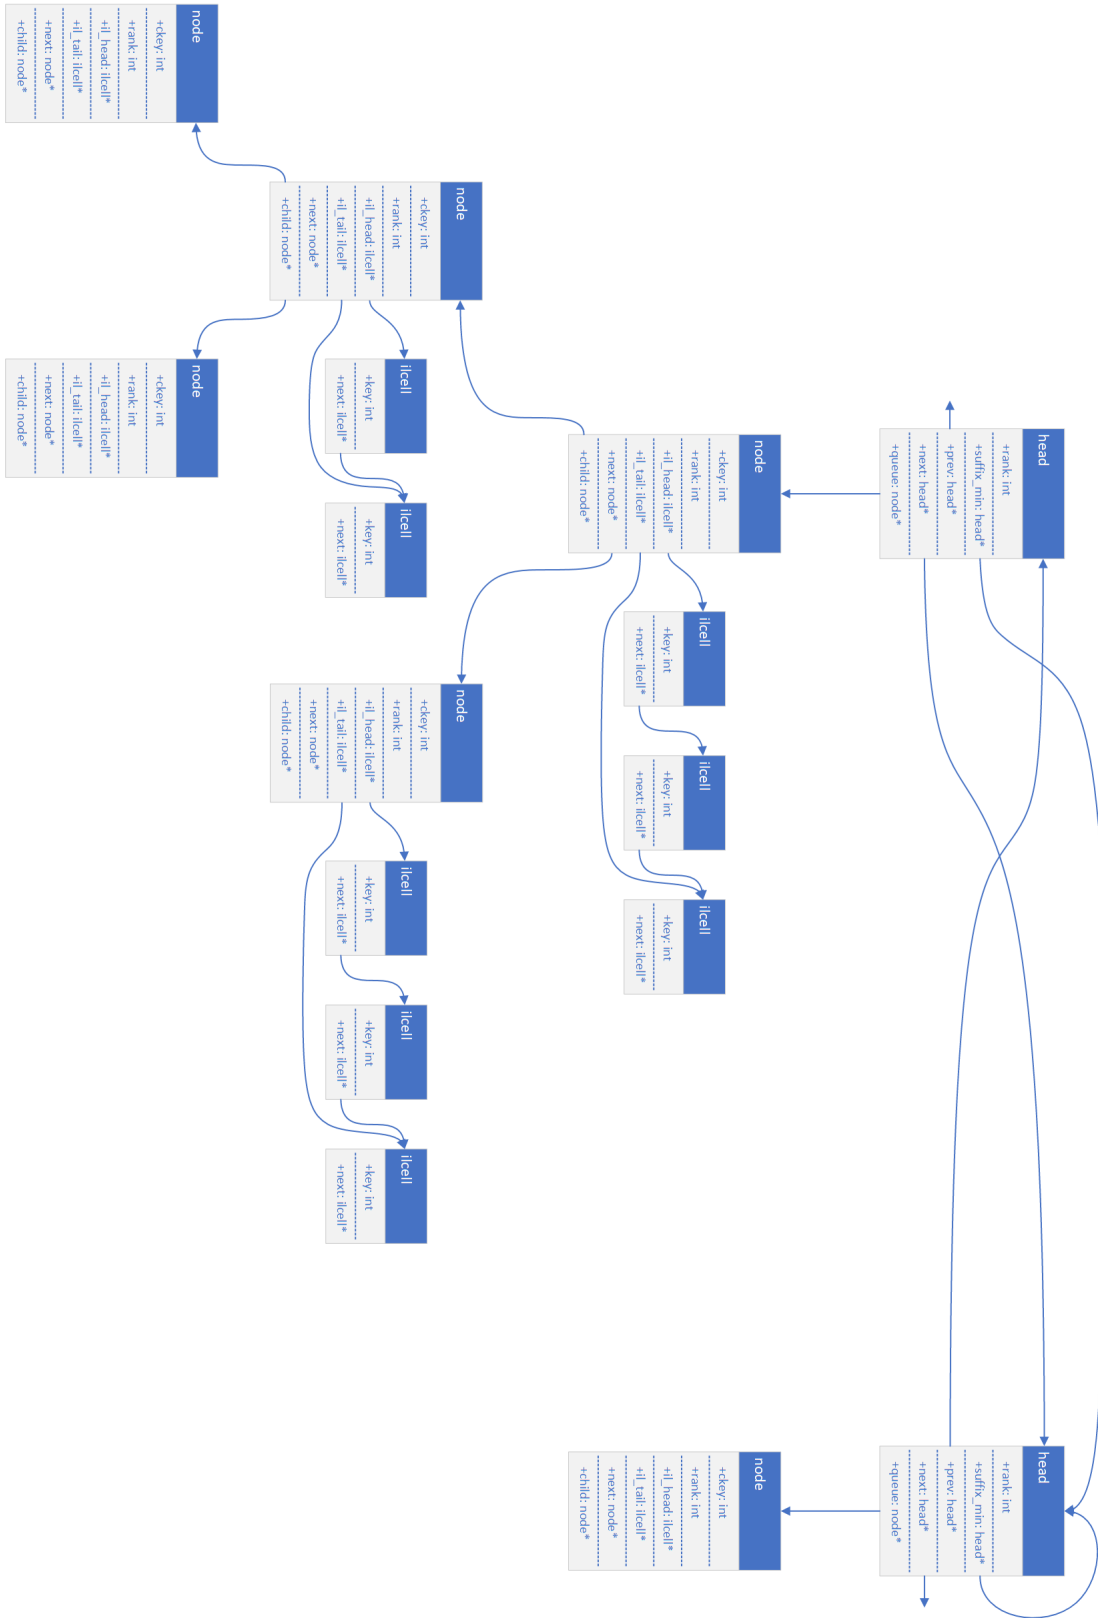 head
+rank: int
+suffix_min: head*
+prev: head*
+next: head*
+queue: node*
head
+rank: int
+suffix_min: head*
+prev: head*
+next: head*
+queue: node*
node
+ckey: int
+rank: int
+il_head: ilcell*
+il_tail: ilcell*
+next: node*
+child: node*
ilcell
+key: int
+next: ilcell*
ilcell
+key: int
+next: ilcell*
ilcell
+key: int
+next: ilcell*
node
+ckey: int
+rank: int
+il_head: ilcell*
+il_tail: ilcell*
+next: node*
+child: node*
node
+ckey: int
+rank: int
+il_head: ilcell*
+il_tail: ilcell*
+next: node*
+child: node*
ilcell
+key: int
+next: ilcell*
ilcell
+key: int
+next: ilcell*
node
+ckey: int
+rank: int
+il_head: ilcell*
+il_tail: ilcell*
+next: node*
+child: node*
ilcell
+key: int
+next: ilcell*
ilcell
+key: int
+next: ilcell*
ilcell
+key: int
+next: ilcell*
node
+ckey: int
+rank: int
+il_head: ilcell*
+il_tail: ilcell*
+next: node*
+child: node*
node
+ckey: int
+rank: int
+il_head: ilcell*
+il_tail: ilcell*
+next: node*
+child: node*